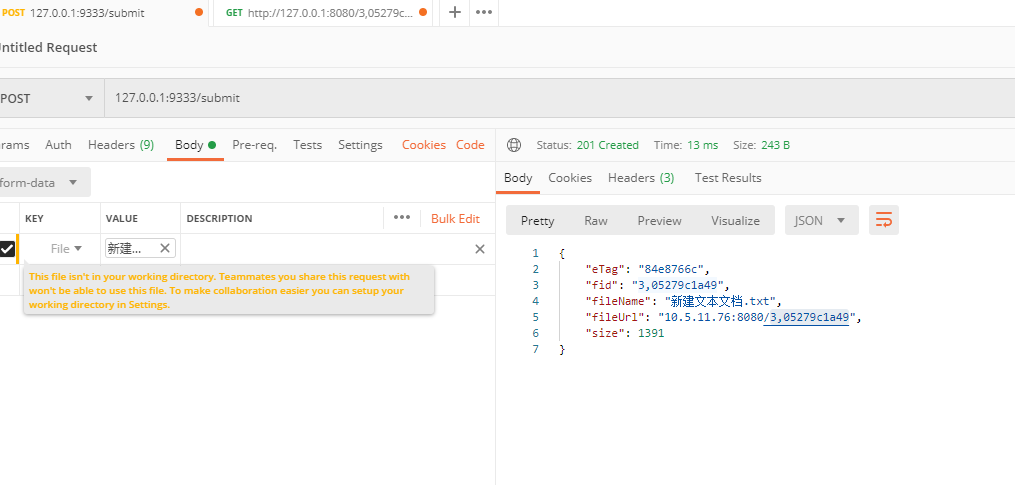 POST 127.0.0.1:9333/submit
GET http://127.0.0.1:8080/3,05279c...
+ •••
ntitled Request
POST
127.0.0.1:9333/submit
rams Auth Headers (9) Body Pre-req. Tests Settings Cookies Code
form-data
KEY VALUE DESCRIPTION ••• Bulk Edit
File 新建...
This file isn't in your working directory. Teammates you share this request with
won't be able to use this file. To make collaboration easier you can setup your
working directory in Settings.
Status: 201 Created Time: 13 ms Size: 243 B
Body Cookies Headers (3) Test Results
Pretty Raw Preview Visualize JSON
1 {
2 "eTag": "84e8766c",
3 "fid": "3,05279c1a49",
4 "fileName": "新建文本文档.txt",
5 "fileUrl": "10.5.11.76:8080/3,05279c1a49",
6 "size": 1391
7 }